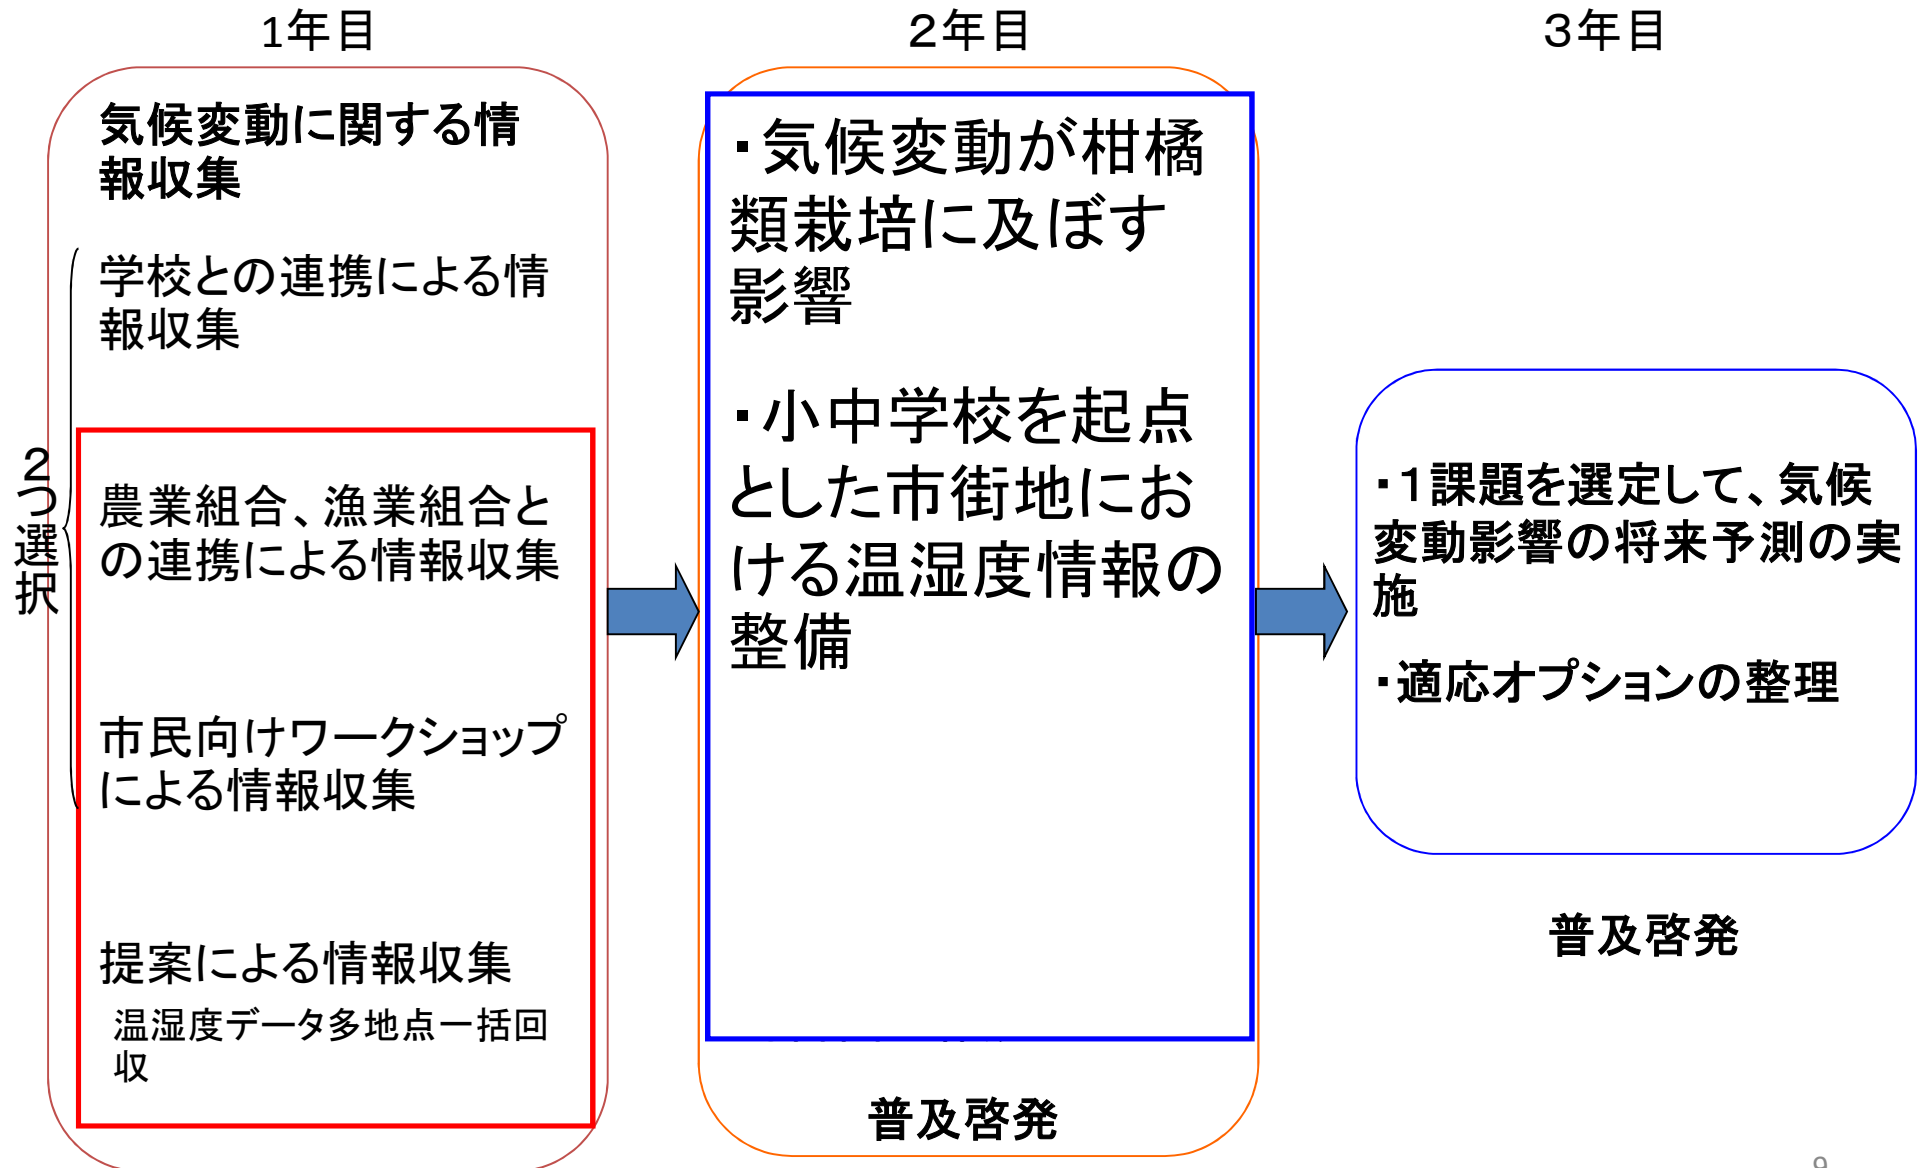 1年目
２年目
３年目
気候変動に関する情
報収集
学校との連携による情
報収集
２つ選択
農業組合、漁業組合と
の連携による情報収集
市民向けワークショップ
による情報収集
提案による情報収集
温湿度データ多地点一括回
収
・気候変動が柑橘
類栽培に及ぼす
影響
・小中学校を起点
とした市街地にお
ける温湿度情報の
整備
普及啓発
・１課題を選定して、気候
変動影響の将来予測の実
施
・適応オプションの整理
普及啓発
9